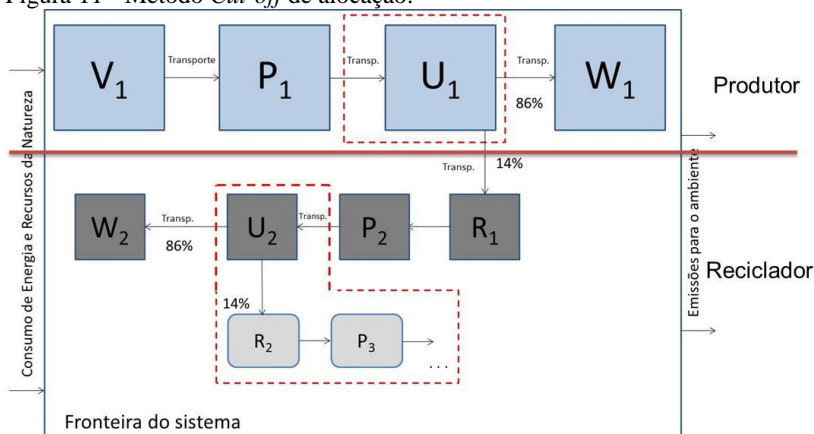 Figura 11 - Método Cut-off de alocação.
V1
Transporte
P1
Transp.
U1
Transp.
86%
W1
Produtor
Transp.
14%
W2
Transp.
86%
U2
Transp.
P2
R1
Reciclador
14%
R2
P3
...
Consumo de Energia e Recursos da Natureza
Emissões para o ambiente
Fronteira do sistema